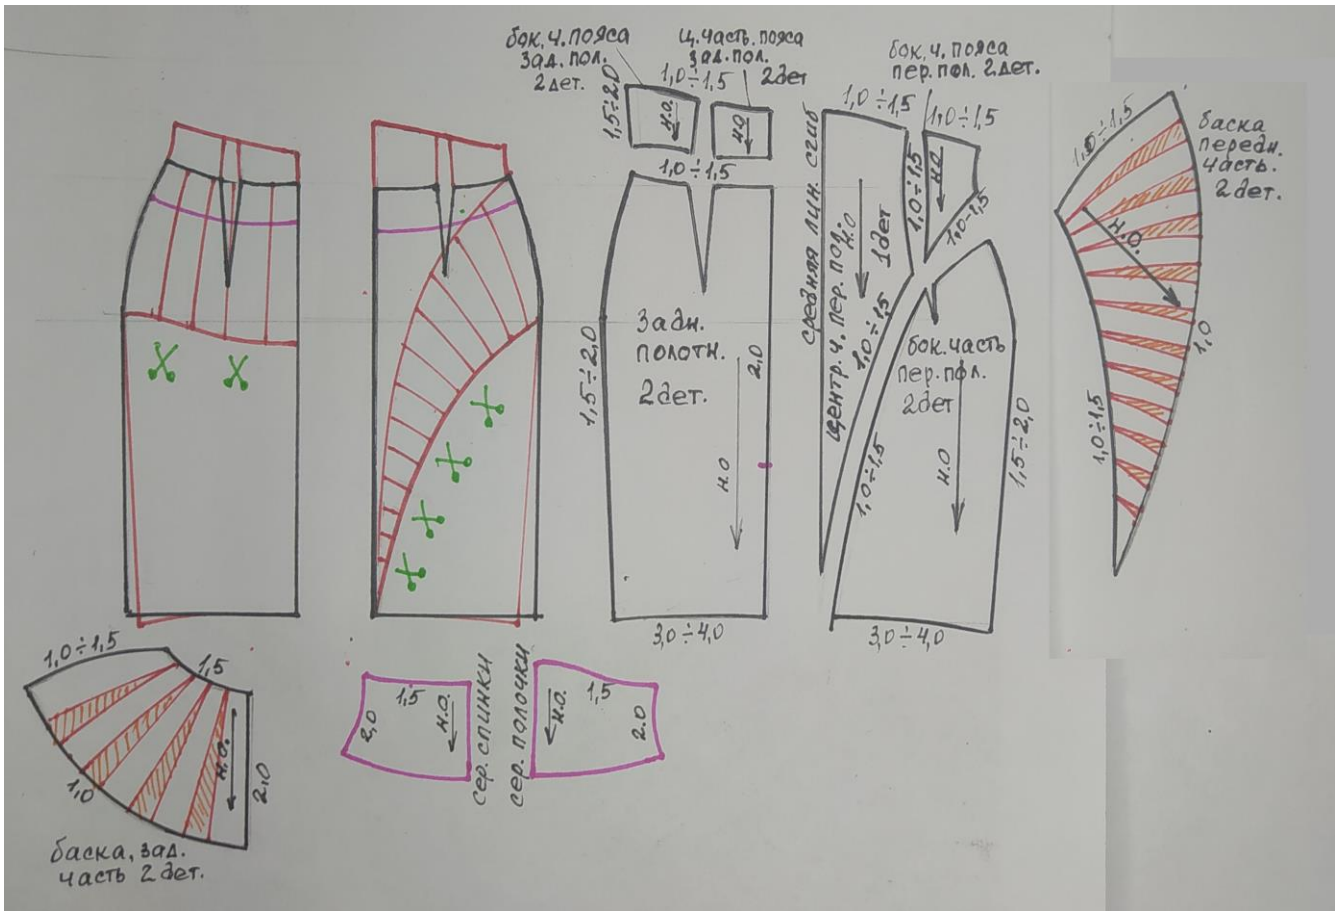 бок. ч. пояса
зад. пол.
2 дет.
1,5÷2,0
1,0÷1,5
н.о.
ц. часть. пояса
зад. пол.
2дет
н.о
1,0÷1,5
Задн.
полотн.
2дет.
1,5÷2,0
2,0
н.о
3,0÷4,0
средняя лин. сгиб
центр. ч. пер. пол.
1дет
н.о
1,0÷1,5
1,0÷1,5
1,0÷1,5
бок. ч. пояса
пер. пол. 2дет.
1,0÷1,5
н.о
1,0-1,5
бок. часть
пер. пол.
2дет
1,0÷1,5
н.о
1,5÷2,0
3,0÷4,0
баска
передн.
часть.
2дет.
1,0÷1,5
н.о.
1,0÷1,5
1,0
1,0÷1,5
1,5
н.о.
2,0
1,0
баска, зад.
часть 2дет.
1,5
2,0
н.о.
сер. спинки
сер. полочки
1,5
н.о.
2.0